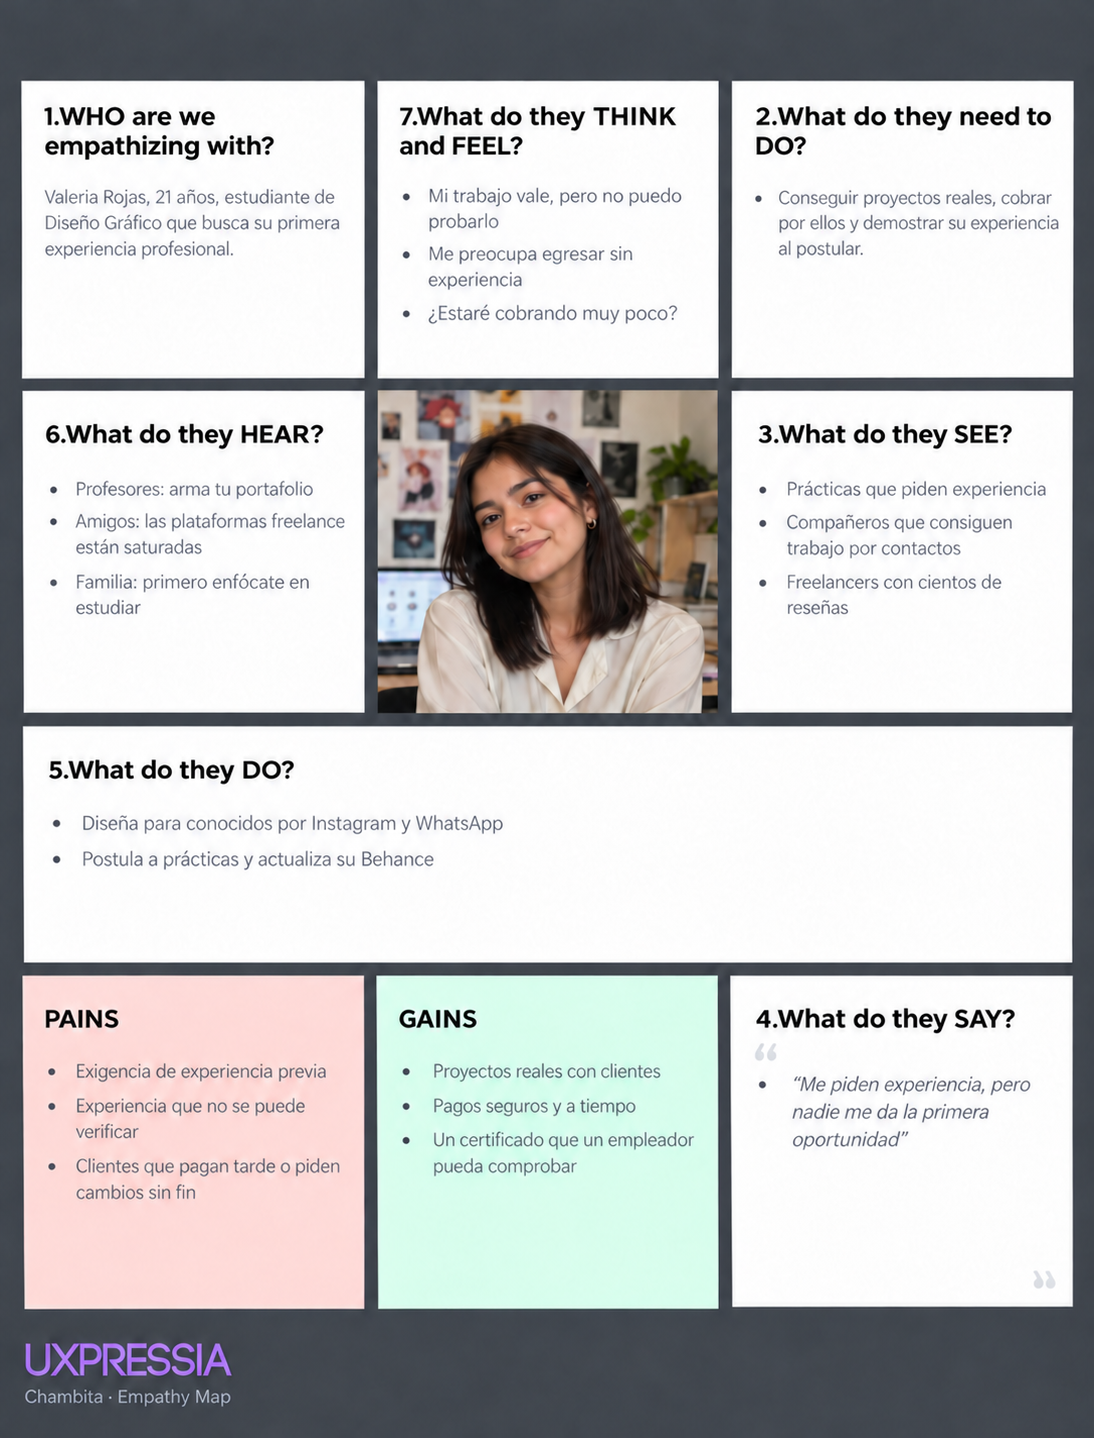 1.WHO are we
empathizing with?
Valeria Rojas, 21 años, estudiante de
Diseño Gráfico que busca su primera
experiencia profesional.
7.What do they THINK
and FEEL?
• Mi trabajo vale, pero no puedo
probarlo
• Me preocupa egresar sin
experiencia
• ¿Estaré cobrando muy poco?
2.What do they need to
DO?
• Conseguir proyectos reales, cobrar
por ellos y demostrar su experiencia
al postular.
6.What do they HEAR?
• Profesores: arma tu portafolio
• Amigos: las plataformas freelance
están saturadas
• Familia: primero enfócate en
estudiar
3.What do they SEE?
• Prácticas que piden experiencia
• Compañeros que consiguen
trabajo por contactos
• Freelancers con cientos de
reseñas
5.What do they DO?
• Diseña para conocidos por Instagram y WhatsApp
• Postula a prácticas y actualiza su Behance
PAINS
• Exigencia de experiencia previa
• Experiencia que no se puede
verificar
• Clientes que pagan tarde o piden
cambios sin fin
GAINS
• Proyectos reales con clientes
• Pagos seguros y a tiempo
• Un certificado que un empleador
pueda comprobar
4.What do they SAY?
“
• “Me piden experiencia, pero
nadie me da la primera
oportunidad”
”
UXPRESSIA
Chambita · Empathy Map